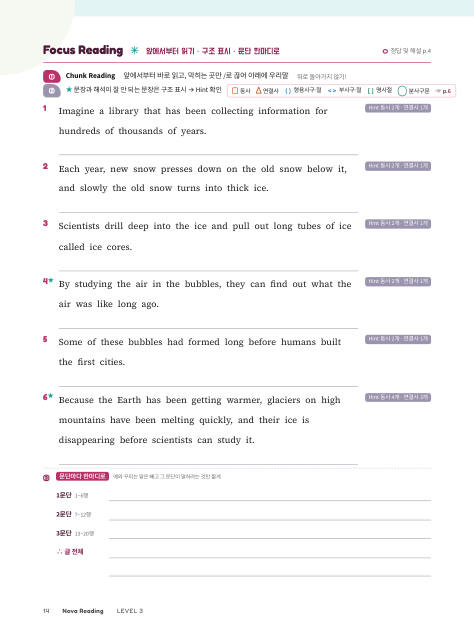 Focus Reading ✳ 앞에서부터 읽기 · 구조 표시 · 문단 한마디로
정답 및 해설 p.4
① Chunk Reading 앞에서부터 바로 읽고, 막히는 곳만 /로 끊어 아래에 우리말 뒤로 돌아가지 않기!
② ★ 문장과 해석이 잘 안 되는 문장은 구조 표시 → Hint 확인 동사 연결사 ( ) 형용사구·절 < > 부사구·절 [ ] 명사절 분사구문 ☞ p.6
1 Imagine a library that has been collecting information for
hundreds of thousands of years.
Hint 동사 2개 · 연결사 1개
2 Each year, new snow presses down on the old snow below it,
and slowly the old snow turns into thick ice.
Hint 동사 2개 · 연결사 1개
3 Scientists drill deep into the ice and pull out long tubes of ice
called ice cores.
Hint 동사 2개 · 연결사 1개
4★ By studying the air in the bubbles, they can find out what the
air was like long ago.
Hint 동사 2개 · 연결사 1개
5 Some of these bubbles had formed long before humans built
the first cities.
Hint 동사 2개 · 연결사 1개
6★ Because the Earth has been getting warmer, glaciers on high
mountains have been melting quickly, and their ice is
disappearing before scientists can study it.
Hint 동사 4개 · 연결사 3개
③ 문단마다 한마디로
1문단 1~6행
2문단 7~12행
3문단 13~20행
∴ 글 전체
14 Nova Reading LEVEL 3